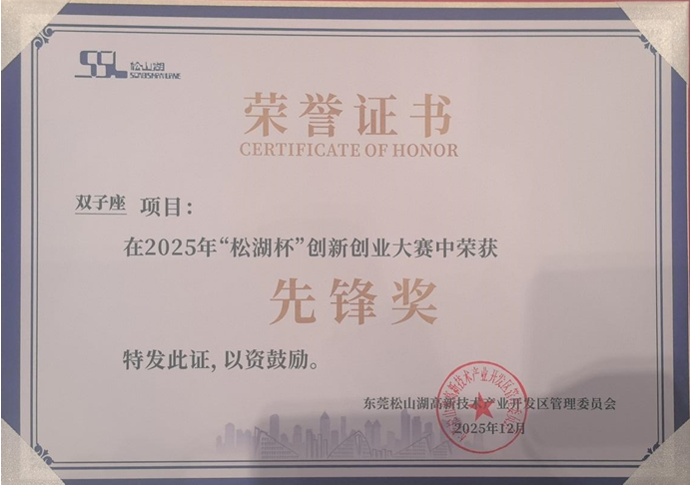 SSL 松山湖
SONGSHAN LAKE
荣誉证书
CERTIFICATE OF HONOR
双子座 项目：
在2025年“松湖杯”创新创业大赛中荣获
先锋奖
特发此证，以资鼓励。
东莞松山湖高新技术产业开发区管理委员会
2025年12月